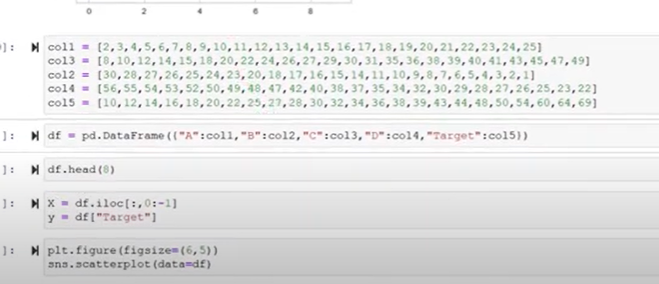 0 2 4 6 8
]: col1 = [2,3,4,5,6,7,8,9,10,11,12,13,14,15,16,17,18,19,20,21,22,23,24,25]
col3 = [8,10,12,14,15,18,20,22,24,26,27,29,30,31,35,36,38,39,40,41,43,45,47,49]
col2 = [30,28,27,26,25,24,23,20,18,17,16,15,14,11,10,9,8,7,6,5,4,3,2,1]
col4 = [56,55,54,53,52,50,49,48,47,42,40,38,37,35,34,32,30,29,28,27,26,25,23,22]
col5 = [10,12,14,16,18,20,22,25,27,28,30,32,34,36,38,39,43,44,48,50,54,60,64,69]
]: df = pd.DataFrame({"A":col1,"B":col2,"C":col3,"D":col4,"Target":col5})
]: df.head(8)
]: X = df.iloc[:,0:-1]
y = df["Target"]
]: plt.figure(figsize=(6,5))
sns.scatterplot(data=df)